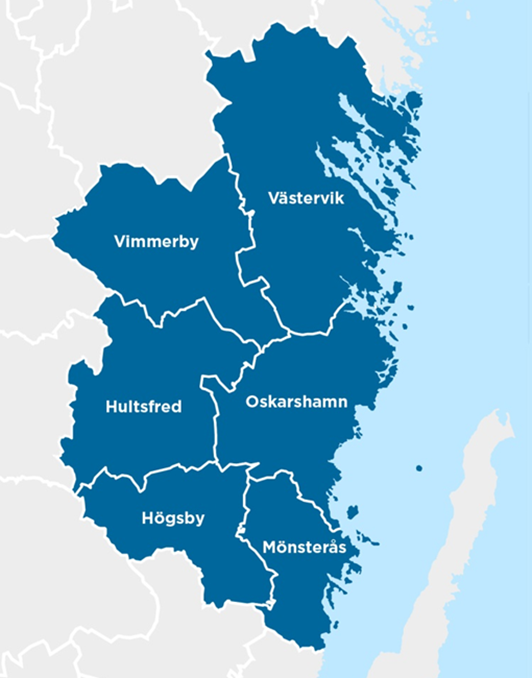 Västervik
Vimmerby
Oskarshamn
Hultsfred
Högsby
Mönsterås